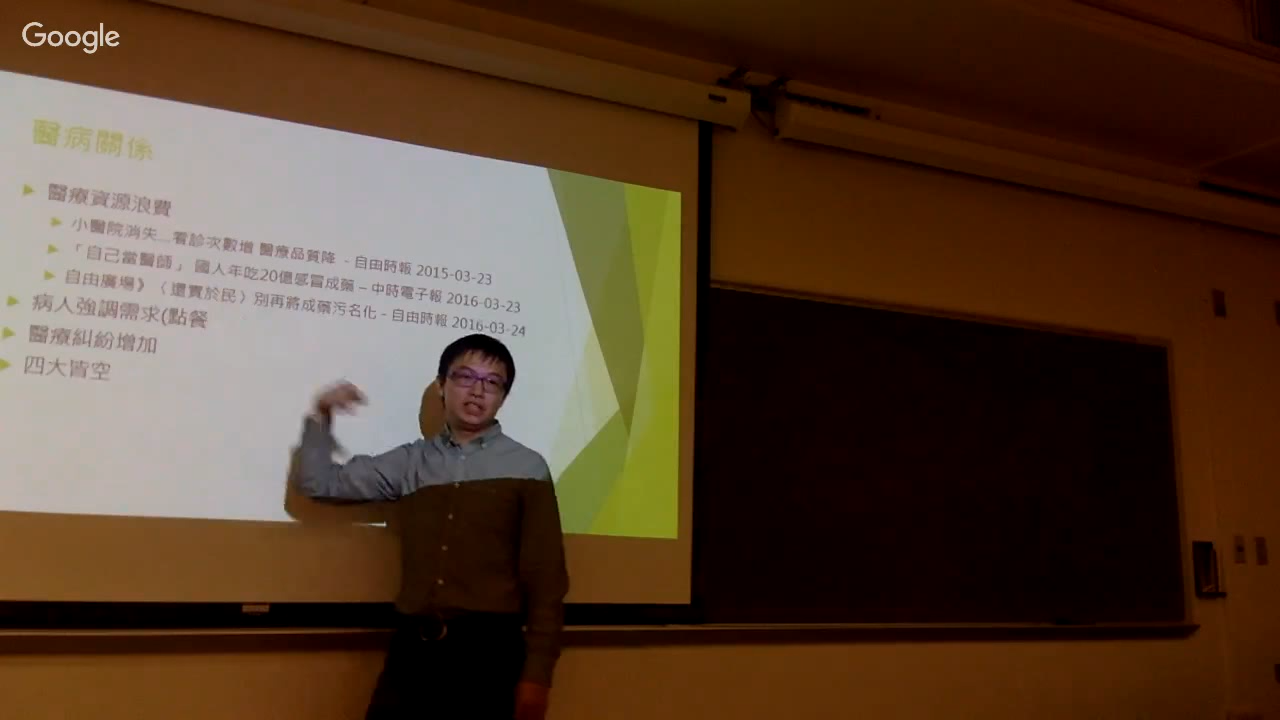 Google
醫病關係
醫療資源浪費
小醫院消失...看診次數增 醫療品質降 - 自由時報 2015-03-23
「自己當醫師」 國人年吃20億感冒成藥 – 中時電子報 2016-03-23
自由廣場》〈還實於民〉別再將成藥污名化 - 自由時報 2016-03-24
病人強調需求(點餐
醫療糾紛增加
四大皆空